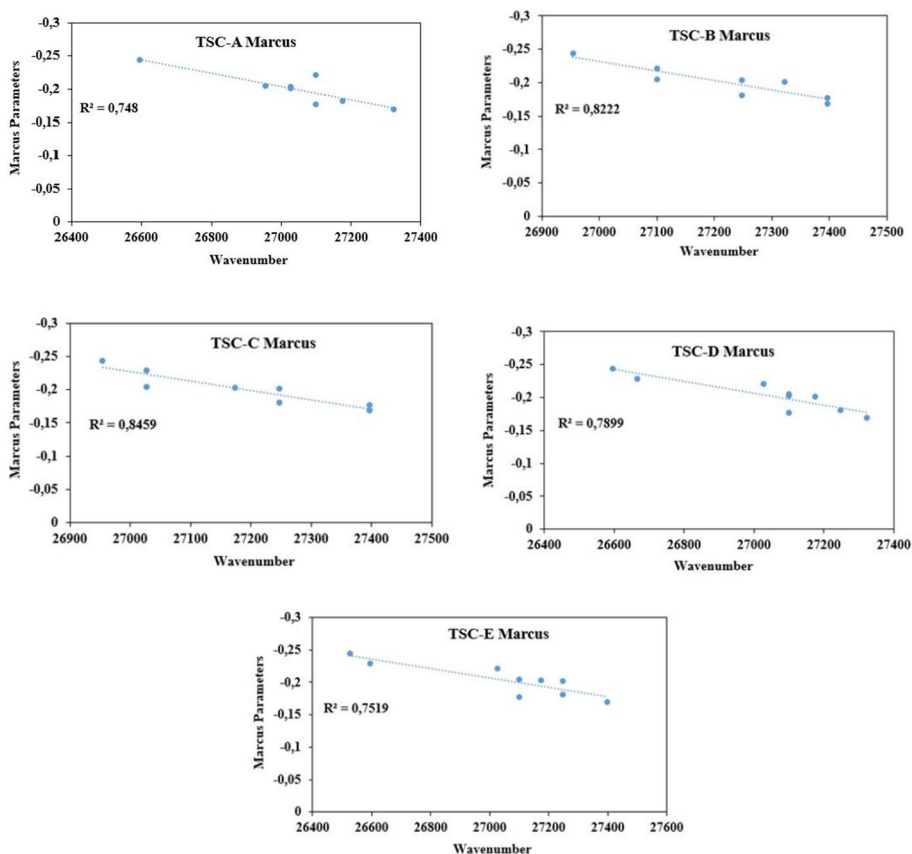 TSC-A Marcus
Marcus Parameters
-0,3
-0,25
-0,2
-0,15
-0,1
-0,05
0
R² = 0,748
26400 26600 26800 27000 27200 27400
Wavenumber
TSC-B Marcus
Marcus Parameters
-0,3
-0,25
-0,2
-0,15
-0,1
-0,05
0
R² = 0,8222
26900 27000 27100 27200 27300 27400 27500
Wavenumber
TSC-C Marcus
Marcus Parameters
-0,3
-0,25
-0,2
-0,15
-0,1
-0,05
0
R² = 0,8459
26900 27000 27100 27200 27300 27400 27500
Wavenumber
TSC-D Marcus
Marcus Parameters
-0,3
-0,25
-0,2
-0,15
-0,1
-0,05
0
R² = 0,7899
26400 26600 26800 27000 27200 27400
Wavenumber
TSC-E Marcus
Marcus Parameters
-0,3
-0,25
-0,2
-0,15
-0,1
-0,05
0
R² = 0,7519
26400 26600 26800 27000 27200 27400 27600
Wavenumber